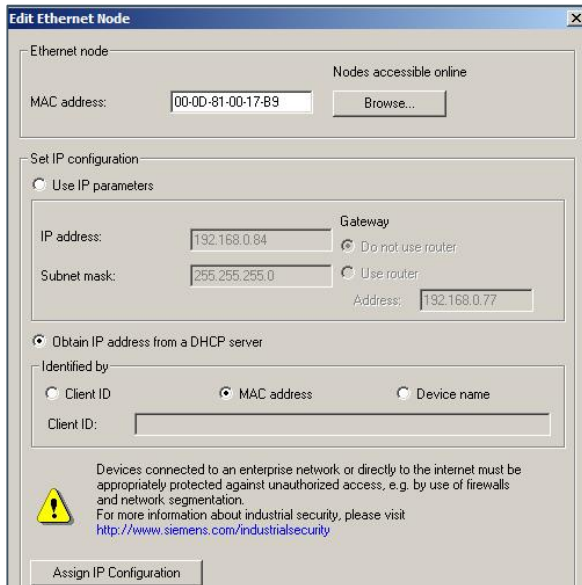 Edit Ethernet Node
Ethernet node
Nodes accessible online
MAC address: 00-0D-81-00-17-B9 Browse...
Set IP configuration
Use IP parameters
Gateway
IP address: 192.168.0.84 Do not use router
Subnet mask: 255.255.255.0 Use router
Address: 192.168.0.77
Obtain IP address from a DHCP server
Identified by
Client ID MAC address Device name
Client ID:
Devices connected to an enterprise network or directly to the internet must be
appropriately protected against unauthorized access, e.g. by use of firewalls
and network segmentation.
For more information about industrial security, please visit
http://www.siemens.com/industrialsecurity
Assign IP Configuration